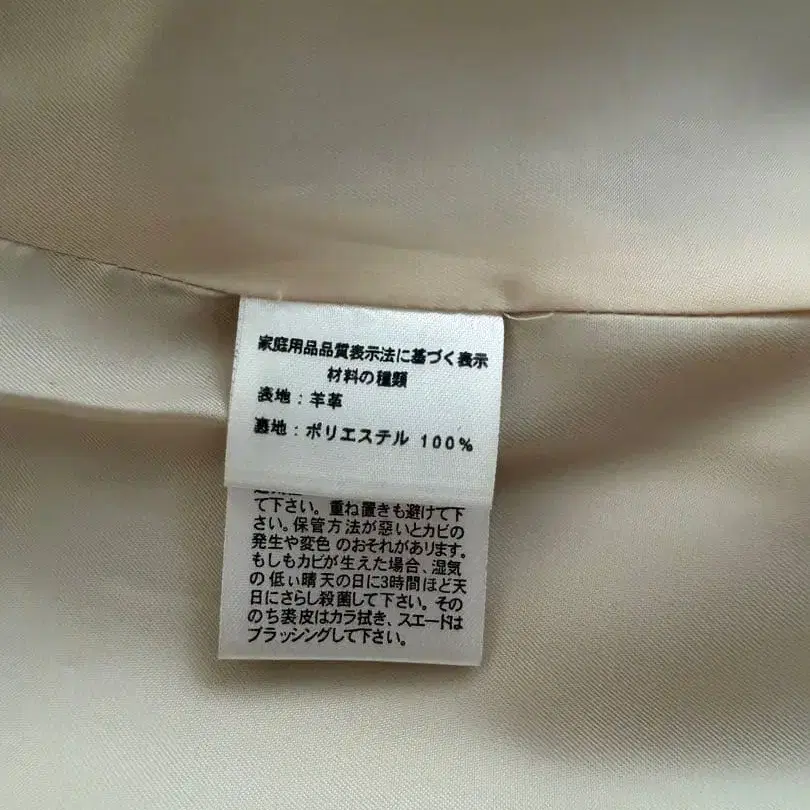 家庭用品品質表示法に基づく表示
材料の種類
表地：羊革
裏地：ポリエステル 100%
て下さい。重ね置きも避けて下
さい。保管方法が悪いとカビの
発生や変色のおそれがあリます。
もしもカビが生えた場合、湿気
の低い晴天の日に3時間ほど天
日にさらし殺菌して下さい。その
のち裘皮はカラ拭き、スエードは
ブラッシングして下さい。